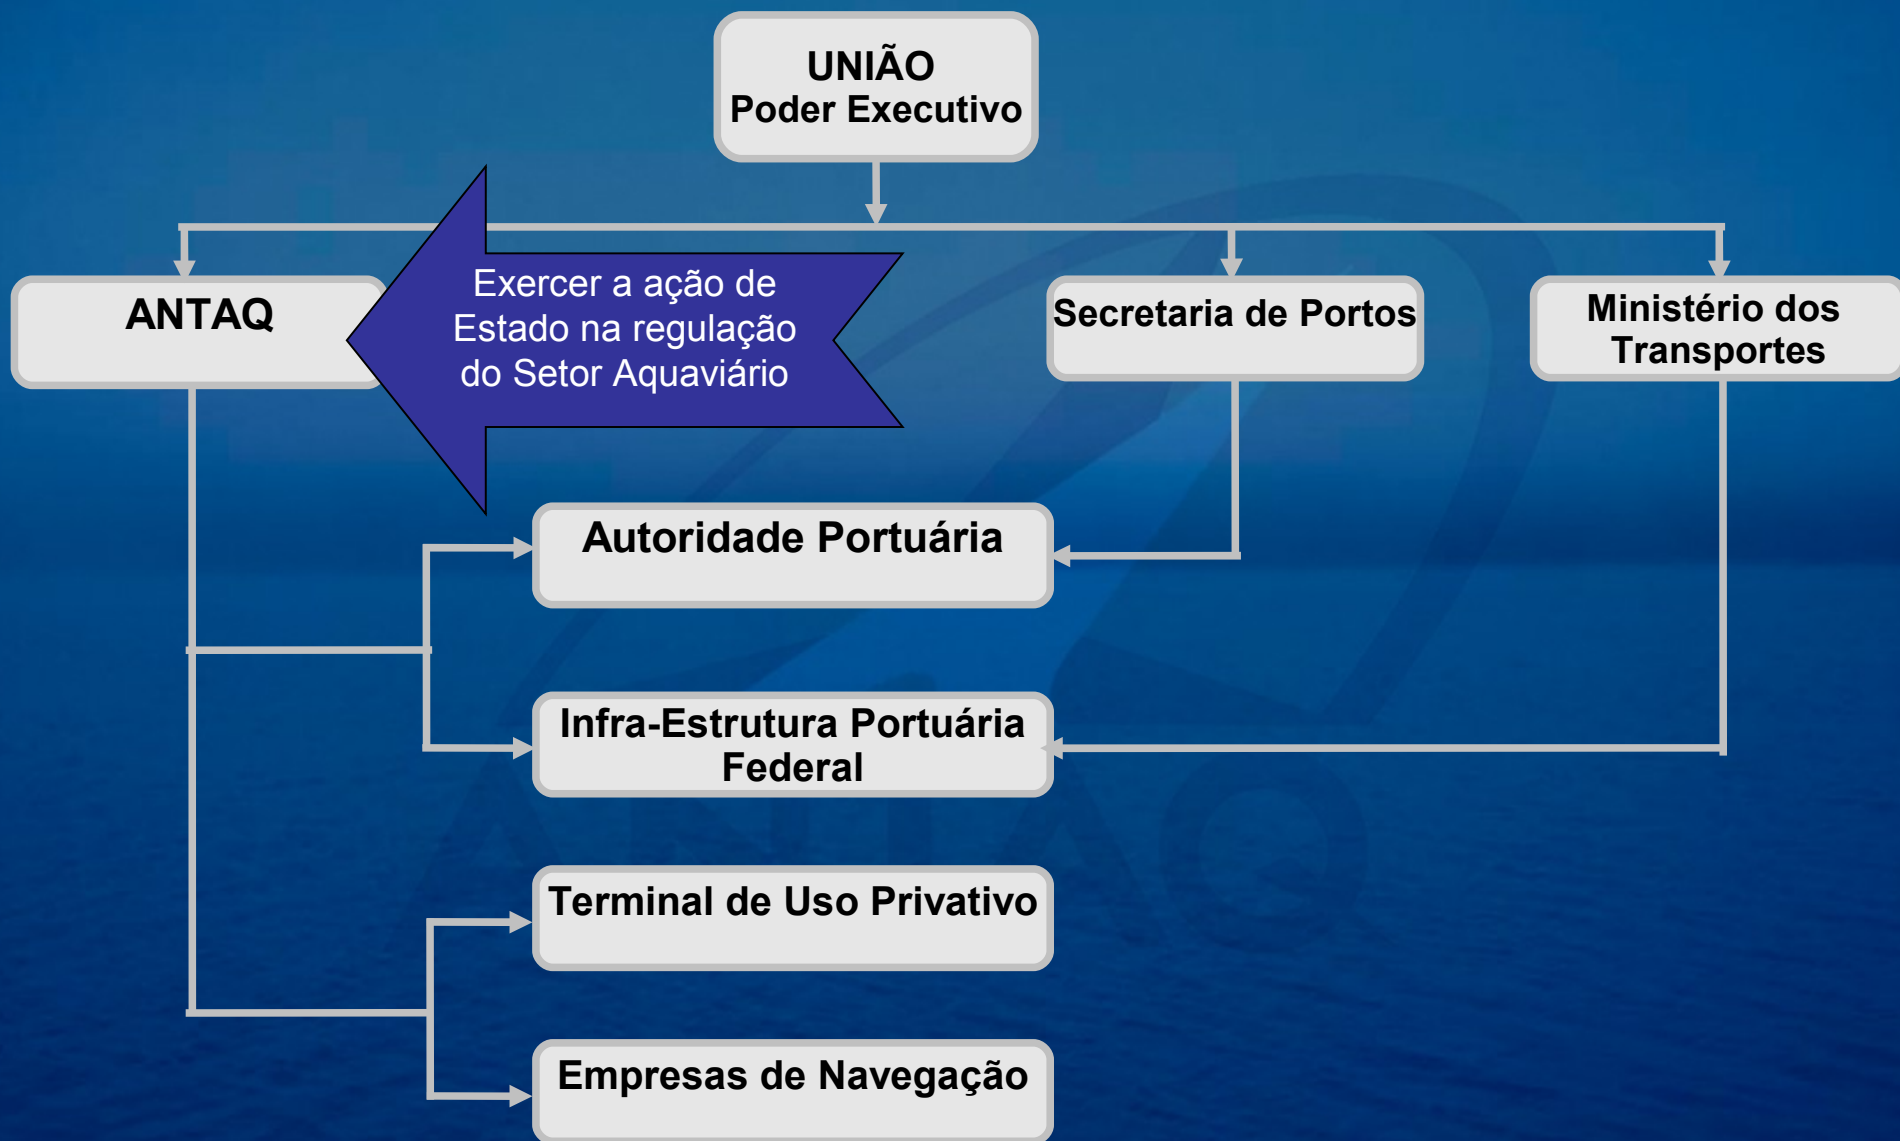 UNIÃO
Poder Executivo
ANTAQ
Exercer a ação de
Estado na regulação
do Setor Aquaviário
Secretaria de Portos
Ministério dos
Transportes
Autoridade Portuária
Infra-Estrutura Portuária
Federal
Terminal de Uso Privativo
Empresas de Navegação
ANTAQ